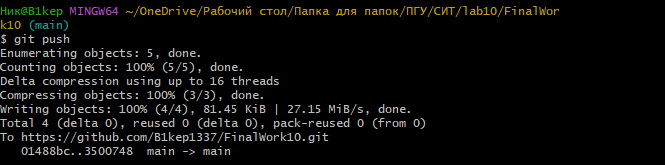 Ник@B1kep MINGW64 ~/OneDrive/Рабочий стол/Папка для папок/ПГУ/СИТ/lab10/FinalWor
k10 (main)
$ git push
Enumerating objects: 5, done.
Counting objects: 100% (5/5), done.
Delta compression using up to 16 threads
Compressing objects: 100% (3/3), done.
Writing objects: 100% (4/4), 81.45 KiB | 27.15 MiB/s, done.
Total 4 (delta 0), reused 0 (delta 0), pack-reused 0 (from 0)
To https://github.com/B1kep1337/FinalWork10.git
   01488bc..3500748  main -> main